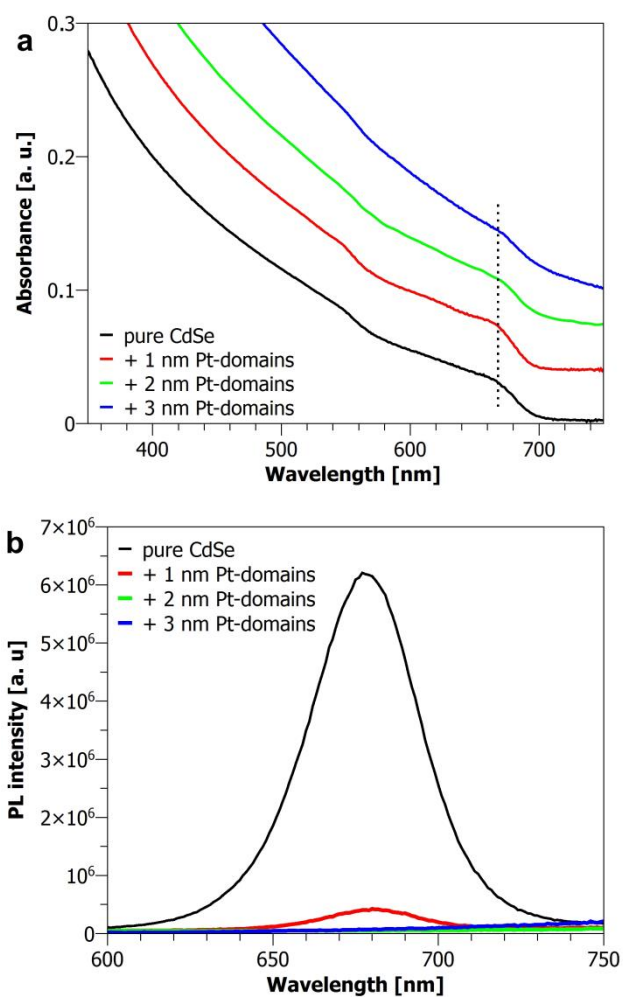 a
0.3
0.2
0.1
0
Absorbance [a. u.]
pure CdSe
+ 1 nm Pt-domains
+ 2 nm Pt-domains
+ 3 nm Pt-domains
400 500 600 700
Wavelength [nm]
b
7×10⁶
6×10⁶
5×10⁶
4×10⁶
3×10⁶
2×10⁶
10⁶
0
PL intensity [a. u]
pure CdSe
+ 1 nm Pt-domains
+ 2 nm Pt-domains
+ 3 nm Pt-domains
600 650 700 750
Wavelength [nm]